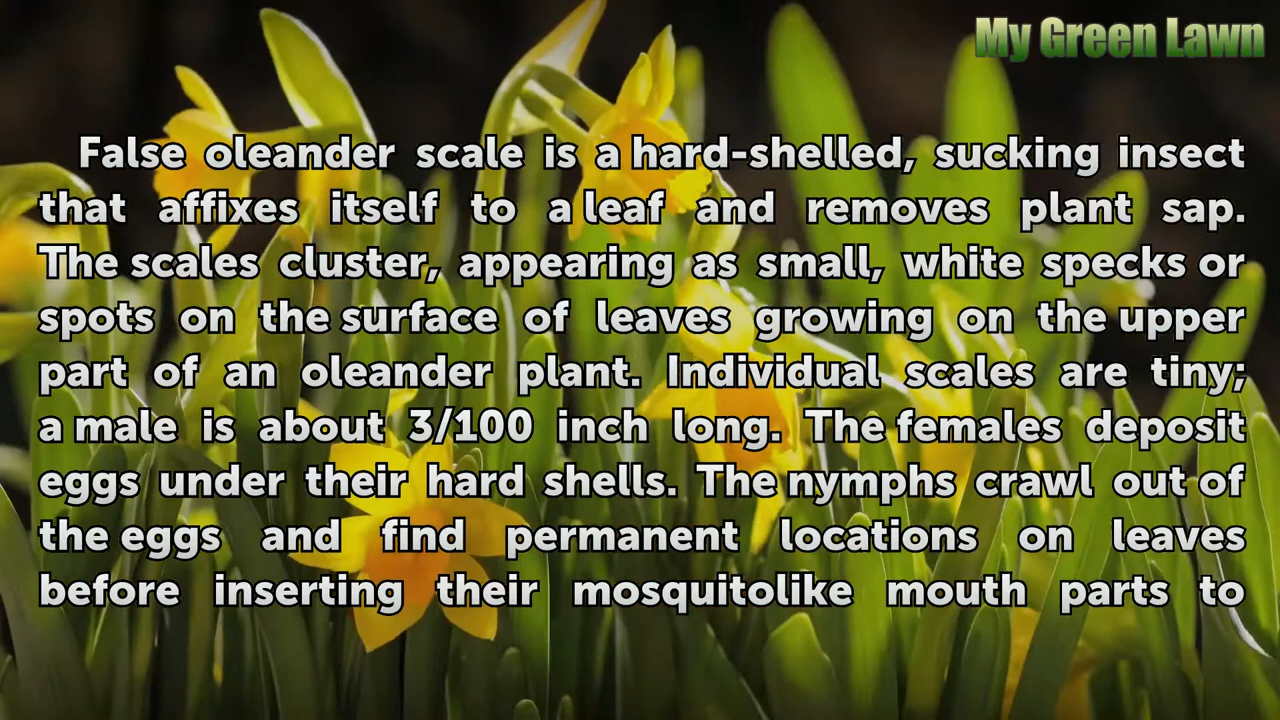 My Green Lawn
False oleander scale is a hard-shelled, sucking insect
that affixes itself to a leaf and removes plant sap.
The scales cluster, appearing as small, white specks or
spots on the surface of leaves growing on the upper
part of an oleander plant. Individual scales are tiny;
a male is about 3/100 inch long. The females deposit
eggs under their hard shells. The nymphs crawl out of
the eggs and find permanent locations on leaves
before inserting their mosquitolike mouth parts to